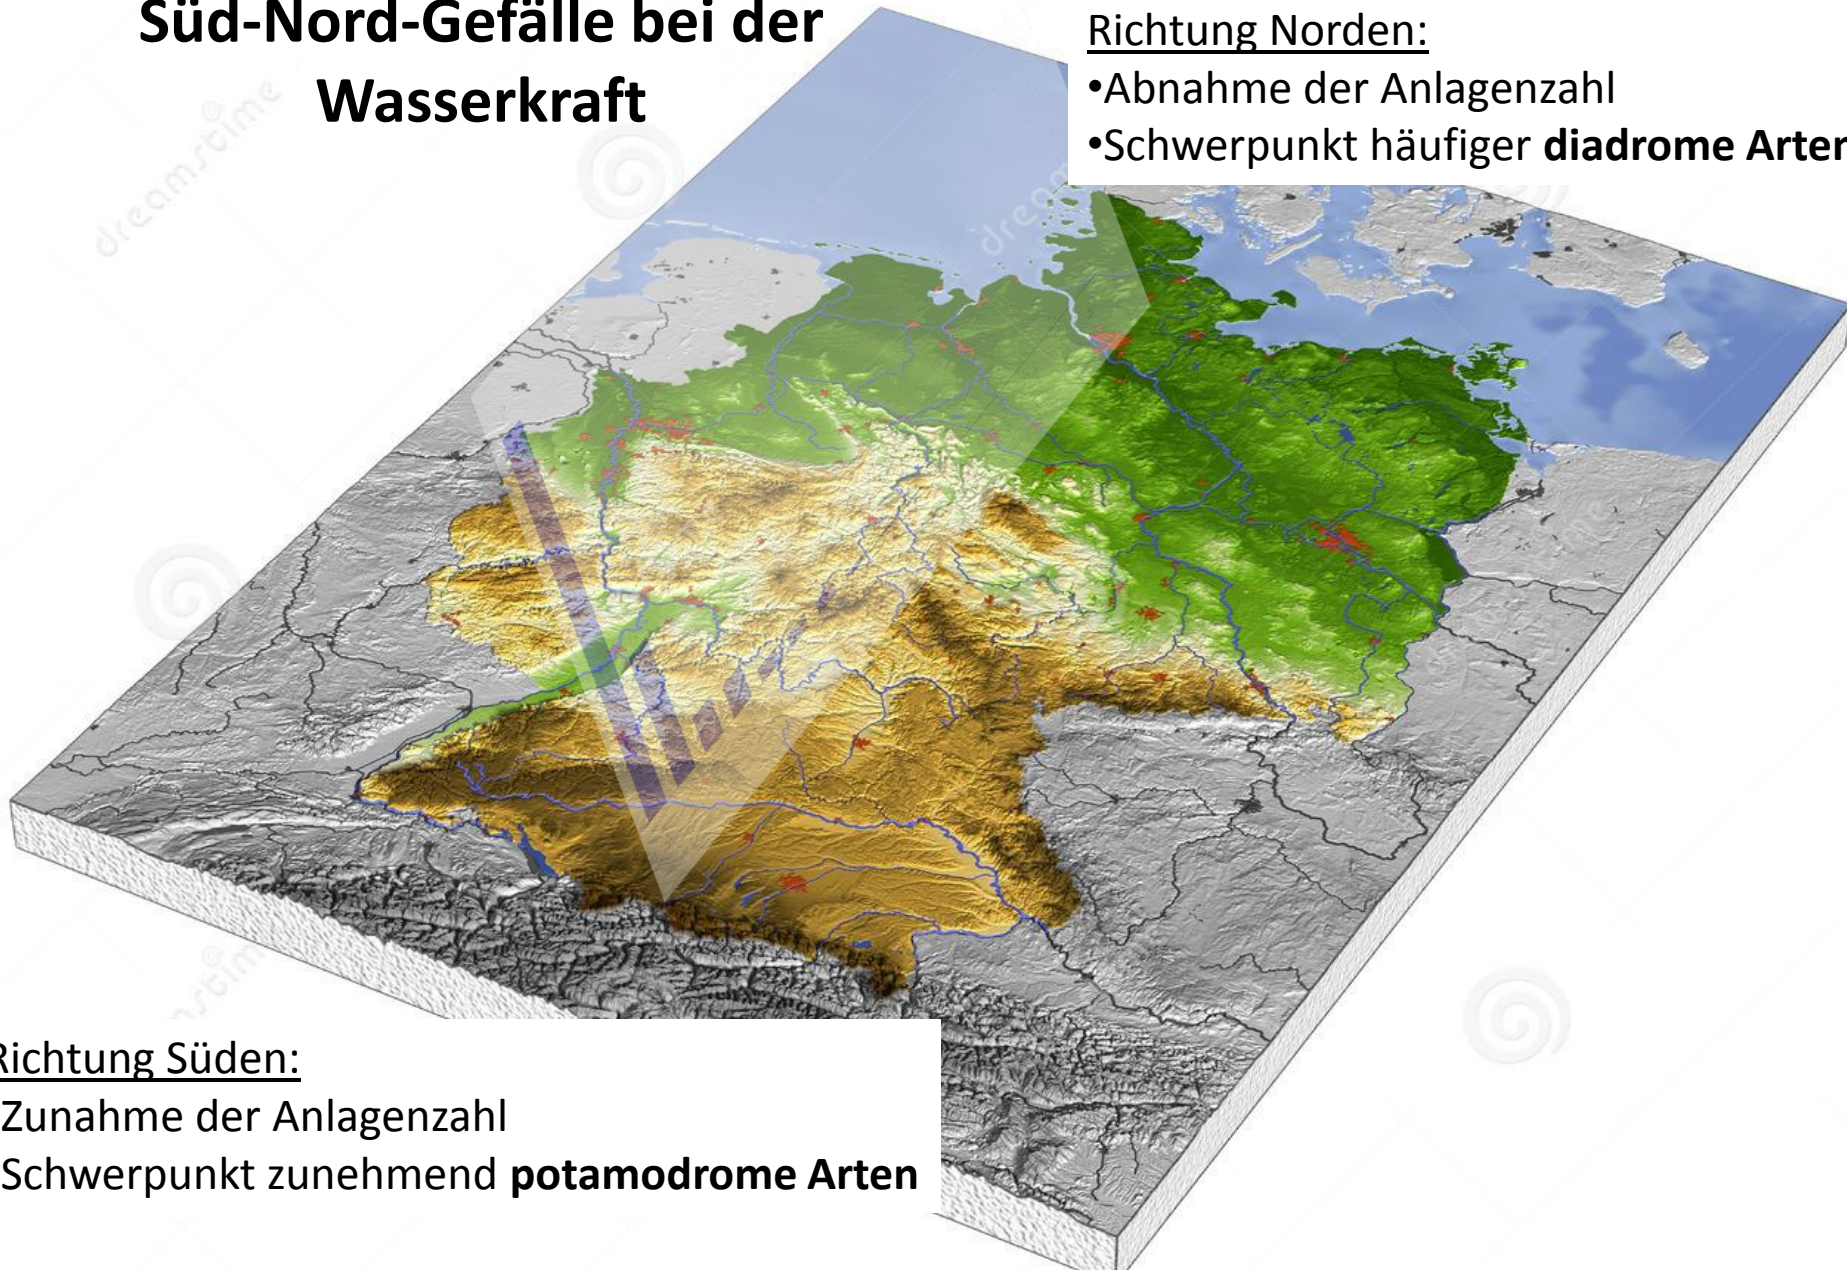 Süd-Nord-Gefälle bei der
Wasserkraft
Richtung Norden:
•Abnahme der Anlagenzahl
•Schwerpunkt häufiger diadrome Arten
Richtung Süden:
Zunahme der Anlagenzahl
Schwerpunkt zunehmend potamodrome Arten
dreamstime